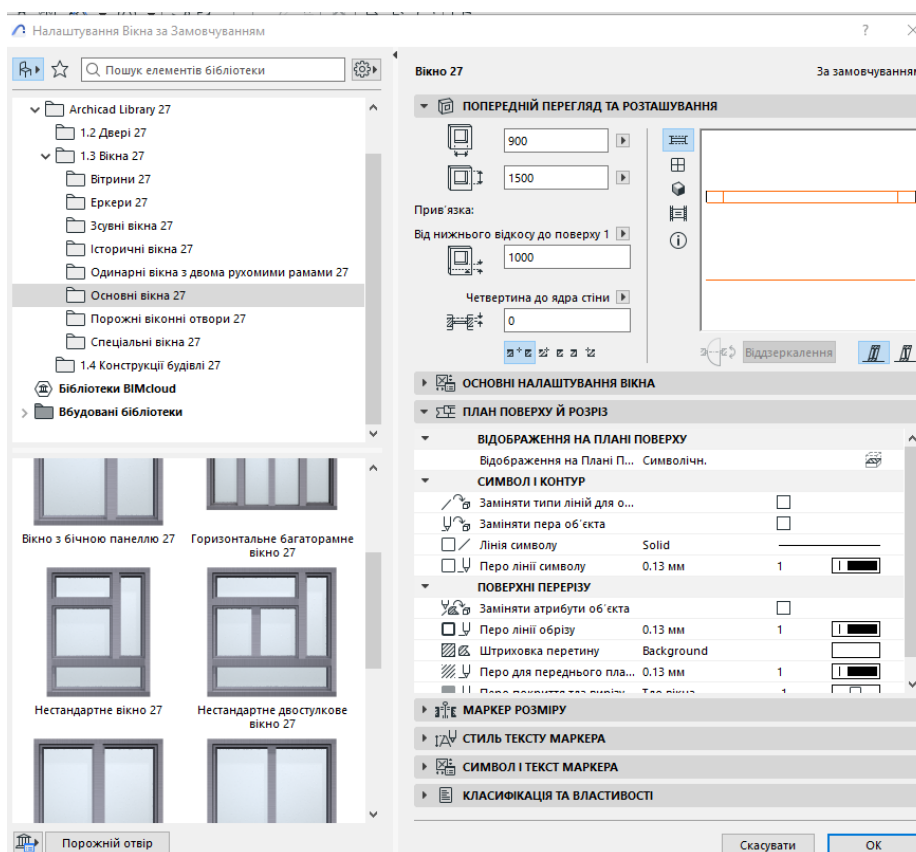 Налаштування Вікна за Замовчуванням
?
Пошук елементів бібліотеки
Archicad Library 27
1.2 Двері 27
1.3 Вікна 27
Вітрини 27
Еркери 27
Зсувні вікна 27
Історичні вікна 27
Одинарні вікна з двома рухомими рамами 27
Основні вікна 27
Порожні віконні отвори 27
Спеціальні вікна 27
1.4 Конструкції будівлі 27
Бібліотеки BIMcloud
Вбудовані бібліотеки
Вікно з бічною панеллю 27
Горизонтальне багаторамне
вікно 27
Нестандартне вікно 27
Нестандартне двостулкове
вікно 27
Порожній отвір
Вікно 27
За замовчуванням
ПОПЕРЕДНІЙ ПЕРЕГЛЯД ТА РОЗТАШУВАННЯ
900
1500
Прив'язка:
Від нижнього відкосу до поверху 1
1000
Четвертина до ядра стіни
0
Віддзеркалення
ОСНОВНІ НАЛАШТУВАННЯ ВІКНА
ПЛАН ПОВЕРХУ Й РОЗРІЗ
ВІДОБРАЖЕННЯ НА ПЛАНІ ПОВЕРХУ
Відображення на Плані П... Символічн.
СИМВОЛ І КОНТУР
Заміняти типи ліній для о...
Заміняти пера об'єкта
Лінія символу Solid
Перо лінії символу 0.13 мм 1
ПОВЕРХНІ ПЕРЕРІЗУ
Заміняти атрибути об'єкта
Перо лінії обрізу 0.13 мм 1
Штриховка перетину Background
Перо для переднього пла... 0.13 мм 1
Перо покриття тла вирізу Тло вікна -1
МАРКЕР РОЗМІРУ
СТИЛЬ ТЕКСТУ МАРКЕРА
СИМВОЛ І ТЕКСТ МАРКЕРА
КЛАСИФІКАЦІЯ ТА ВЛАСТИВОСТІ
Скасувати
ОК